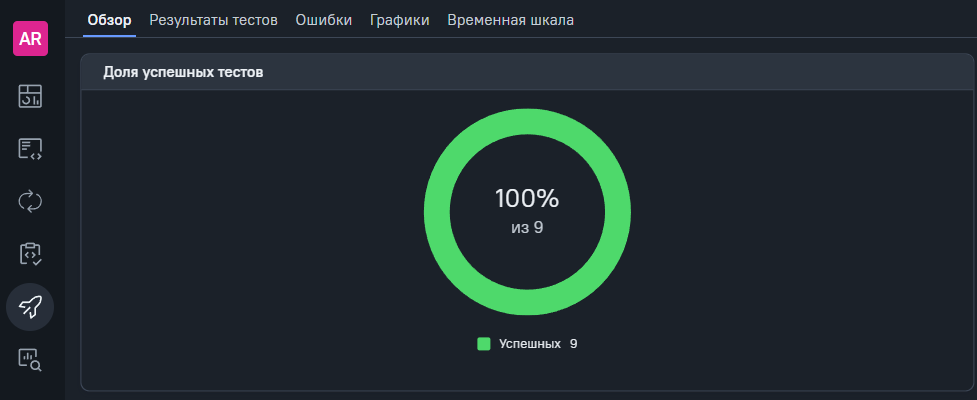 AR
Обзор Результаты тестов Ошибки Графики Временная шкала
Доля успешных тестов
100%
из 9
Успешных 9